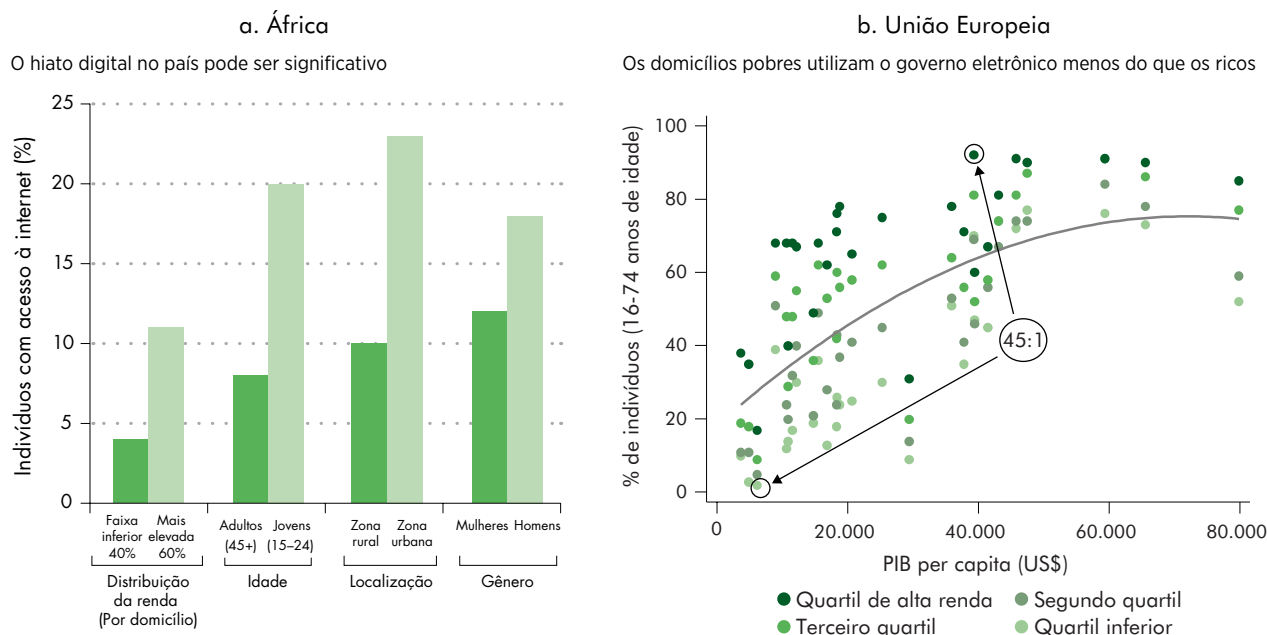 a. África
O hiato digital no país pode ser significativo
Indivíduos com acesso à internet (%)
25
20
15
10
5
0
Faixa inferior 40%
Mais elevada 60%
Adultos (45+)
Jovens (15–24)
Zona rural
Zona urbana
Mulheres
Homens
Distribuição
da renda
(Por domicílio)
Idade
Localização
Gênero
b. União Europeia
Os domicílios pobres utilizam o governo eletrônico menos do que os ricos
% de indivíduos (16-74 anos de idade)
100
80
60
40
20
0
45:1
0
20.000
40.000
60.000
80.000
PIB per capita (US$)
Quartil de alta renda
Segundo quartil
Terceiro quartil
Quartil inferior